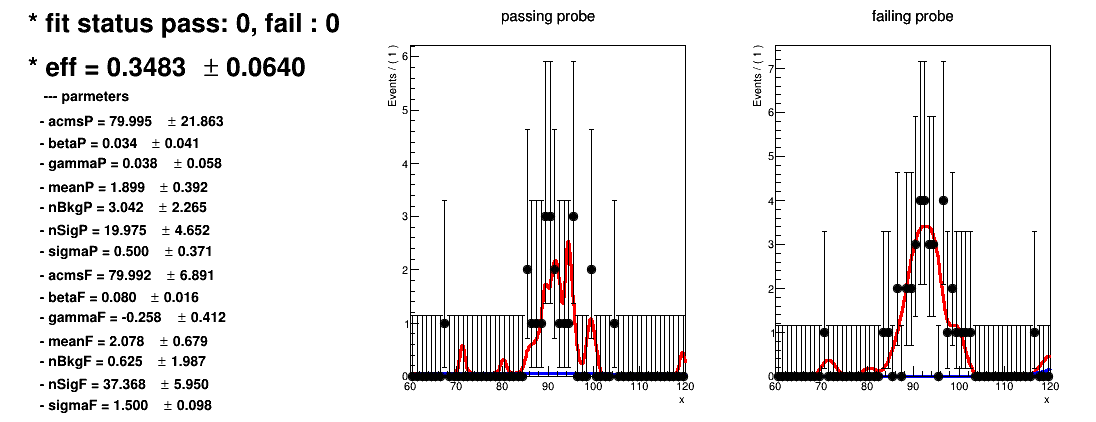 * fit status pass: 0, fail : 0
* eff = 0.3483 ± 0.0640
--- parmeters
- acmsP = 79.995 ± 21.863
- betaP = 0.034 ± 0.041
- gammaP = 0.038 ± 0.058
- meanP = 1.899 ± 0.392
- nBkgP = 3.042 ± 2.265
- nSigP = 19.975 ± 4.652
- sigmaP = 0.500 ± 0.371
- acmsF = 79.992 ± 6.891
- betaF = 0.080 ± 0.016
- gammaF = -0.258 ± 0.412
- meanF = 2.078 ± 0.679
- nBkgF = 0.625 ± 1.987
- nSigF = 37.368 ± 5.950
- sigmaF = 1.500 ± 0.098
passing probe
Events / ( 1 )
6
5
4
3
2
1
0
60 70 80 90 100 110 120
x
failing probe
Events / ( 1 )
7
6
5
4
3
2
1
0
60 70 80 90 100 110 120
x